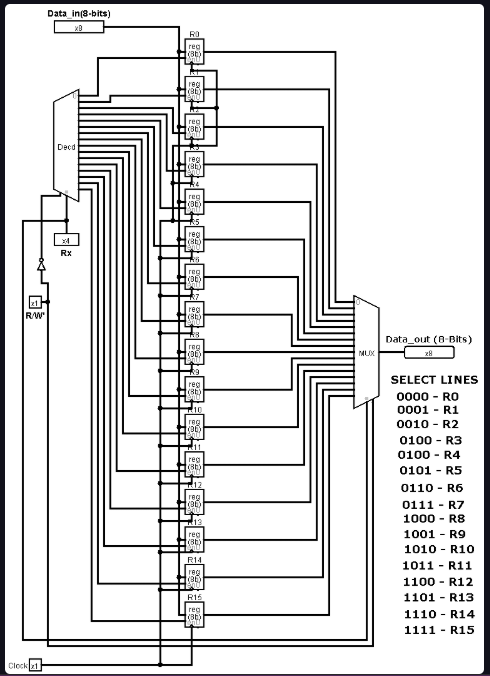 Data_in(8-bits)
x8
R0
reg
(8b)
R1
reg
(8b)
R2
reg
(8b)
R3
reg
(8b)
R4
reg
(8b)
R5
reg
(8b)
R6
reg
(8b)
R7
reg
(8b)
R8
reg
(8b)
R9
reg
(8b)
R10
reg
(8b)
R11
reg
(8b)
R12
reg
(8b)
R13
reg
(8b)
R14
reg
(8b)
R15
reg
(8b)
Decd
x4
Rx
x1
R/W'
Clock x1
0
MUX
Data_out (8-Bits)
x8
SELECT LINES
0000 - R0
0001 - R1
0010 - R2
0100 - R3
0100 - R4
0101 - R5
0110 - R6
0111 - R7
1000 - R8
1001 - R9
1010 - R10
1011 - R11
1100 - R12
1101 - R13
1110 - R14
1111 - R15